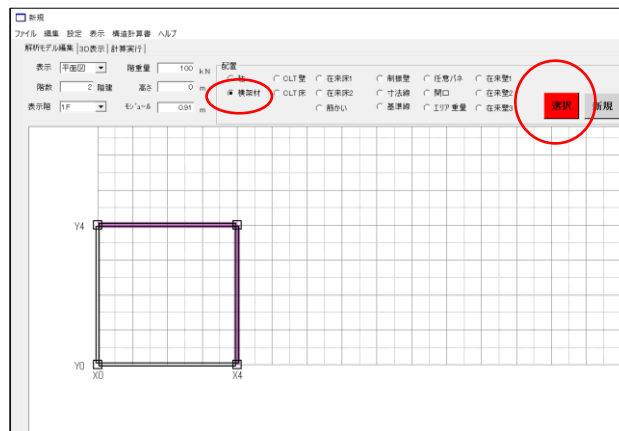 新規
ファイル 編集 設定 表示 構造計算書 ヘルプ
解析モデル編集 3D表示 計算実行
表示 平面図 階重量 100 kN 配置
CLT壁 在来床1 制振壁 任意バネ 在来壁1
階数 2 階建 高さ 0 m 横架材 CLT床 在来床2 寸法線 開口 在来壁2 選択 新規
表示階 1F モジュール 0.91 m 筋かい 基準線 エリア重量 在来壁3
Y4
Y0
X0 X4